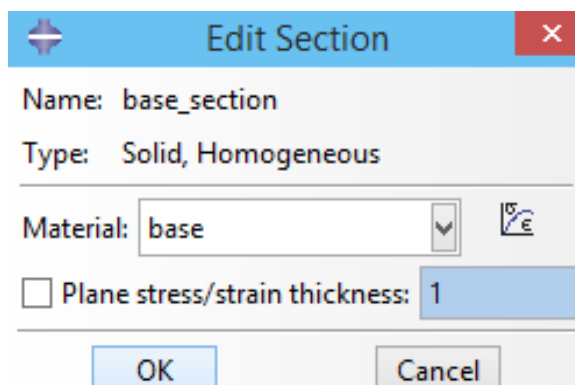 Edit Section
Name: base_section
Type: Solid, Homogeneous
Material: base
σ ε
Plane stress/strain thickness: 1
OK Cancel